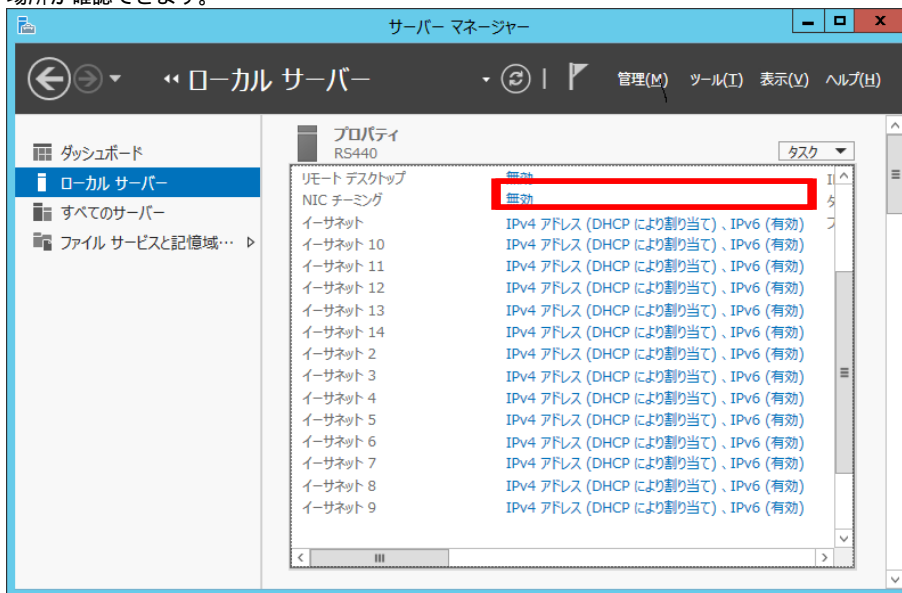 場所が確認できます。
サーバー マネージャー
ローカル サーバー
管理(M) ツール(T) 表示(V) ヘルプ(H)
ダッシュボード
ローカル サーバー
すべてのサーバー
ファイル サービスと記憶域…
プロパティ
RS440
タスク
リモート デスクトップ 無効
NIC チーミング 無効
イーサネット IPv4 アドレス (DHCP により割り当て)、IPv6 (有効)
イーサネット 10 IPv4 アドレス (DHCP により割り当て)、IPv6 (有効)
イーサネット 11 IPv4 アドレス (DHCP により割り当て)、IPv6 (有効)
イーサネット 12 IPv4 アドレス (DHCP により割り当て)、IPv6 (有効)
イーサネット 13 IPv4 アドレス (DHCP により割り当て)、IPv6 (有効)
イーサネット 14 IPv4 アドレス (DHCP により割り当て)、IPv6 (有効)
イーサネット 2 IPv4 アドレス (DHCP により割り当て)、IPv6 (有効)
イーサネット 3 IPv4 アドレス (DHCP により割り当て)、IPv6 (有効)
イーサネット 4 IPv4 アドレス (DHCP により割り当て)、IPv6 (有効)
イーサネット 5 IPv4 アドレス (DHCP により割り当て)、IPv6 (有効)
イーサネット 6 IPv4 アドレス (DHCP により割り当て)、IPv6 (有効)
イーサネット 7 IPv4 アドレス (DHCP により割り当て)、IPv6 (有効)
イーサネット 8 IPv4 アドレス (DHCP により割り当て)、IPv6 (有効)
イーサネット 9 IPv4 アドレス (DHCP により割り当て)、IPv6 (有効)